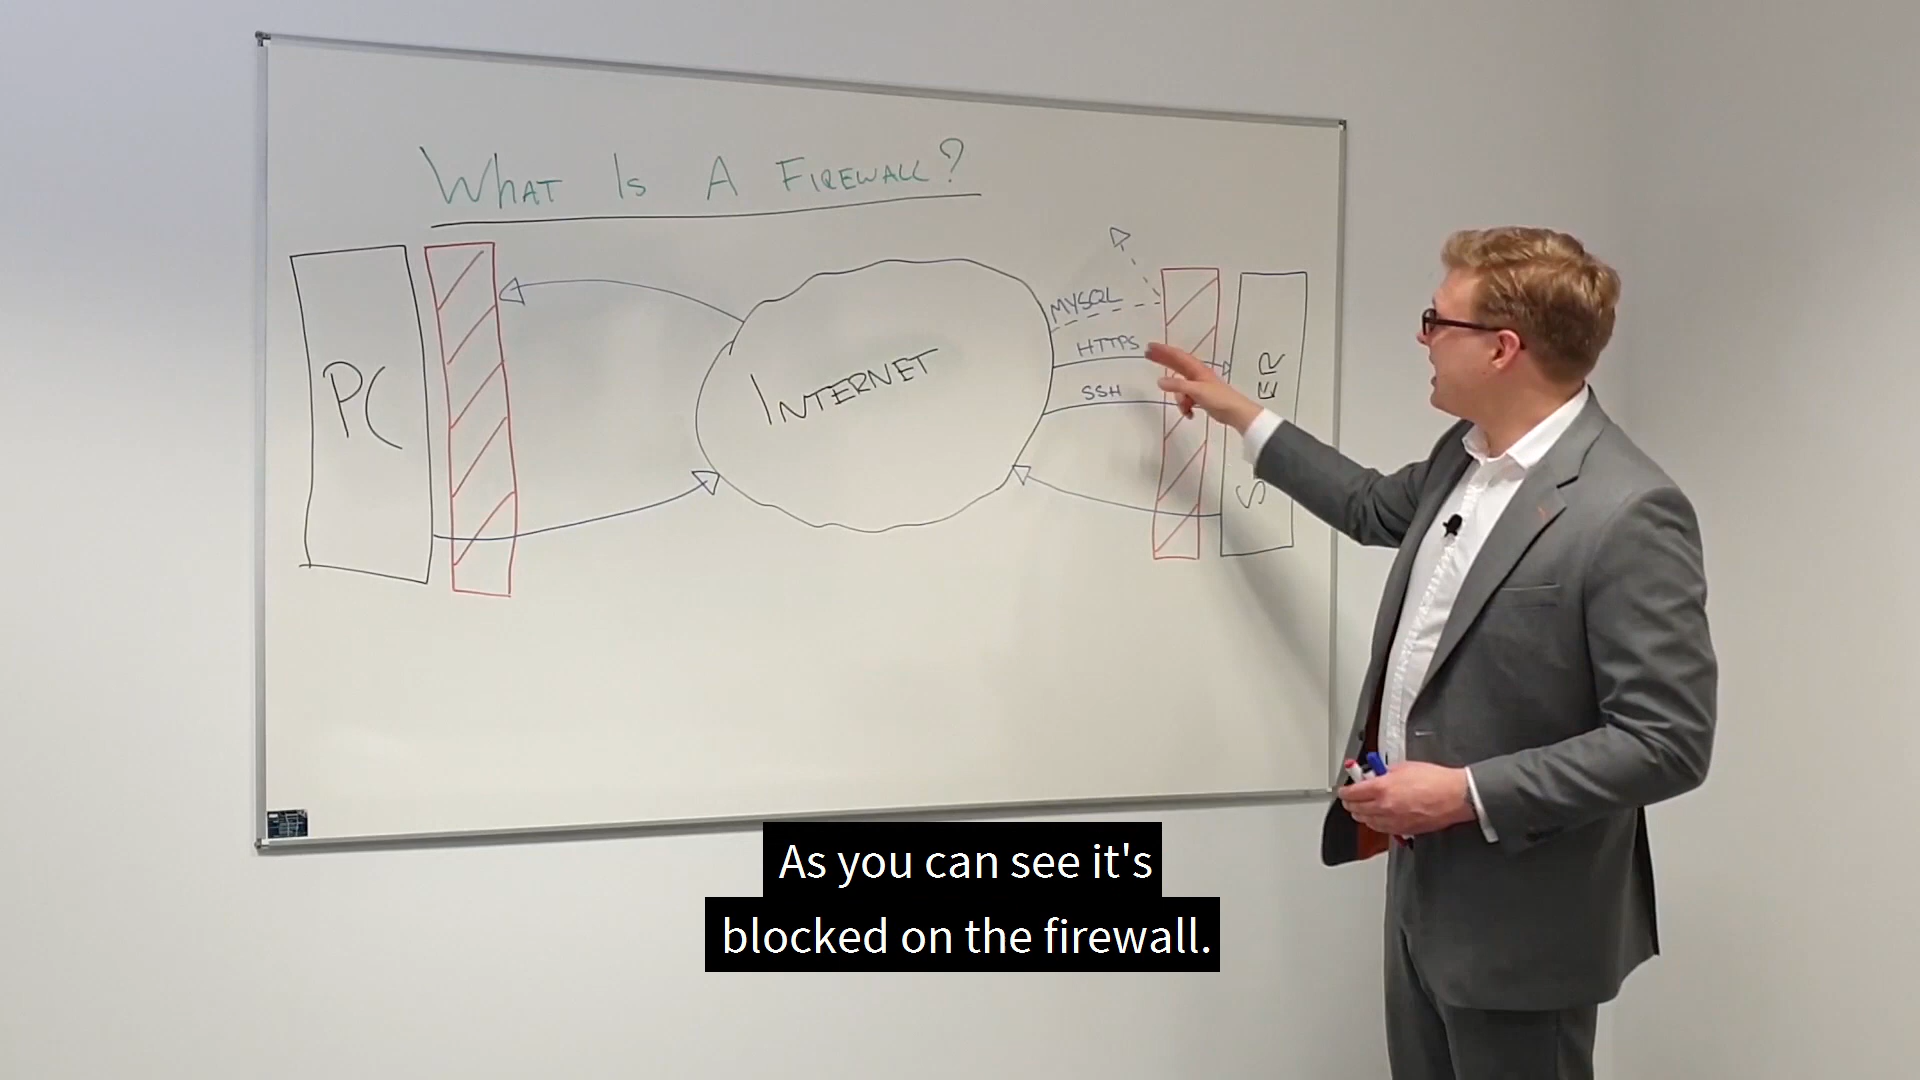 What Is A Firewall?
PC
Internet
MYSQL
HTTPS
SSH
As you can see it's
blocked on the firewall.